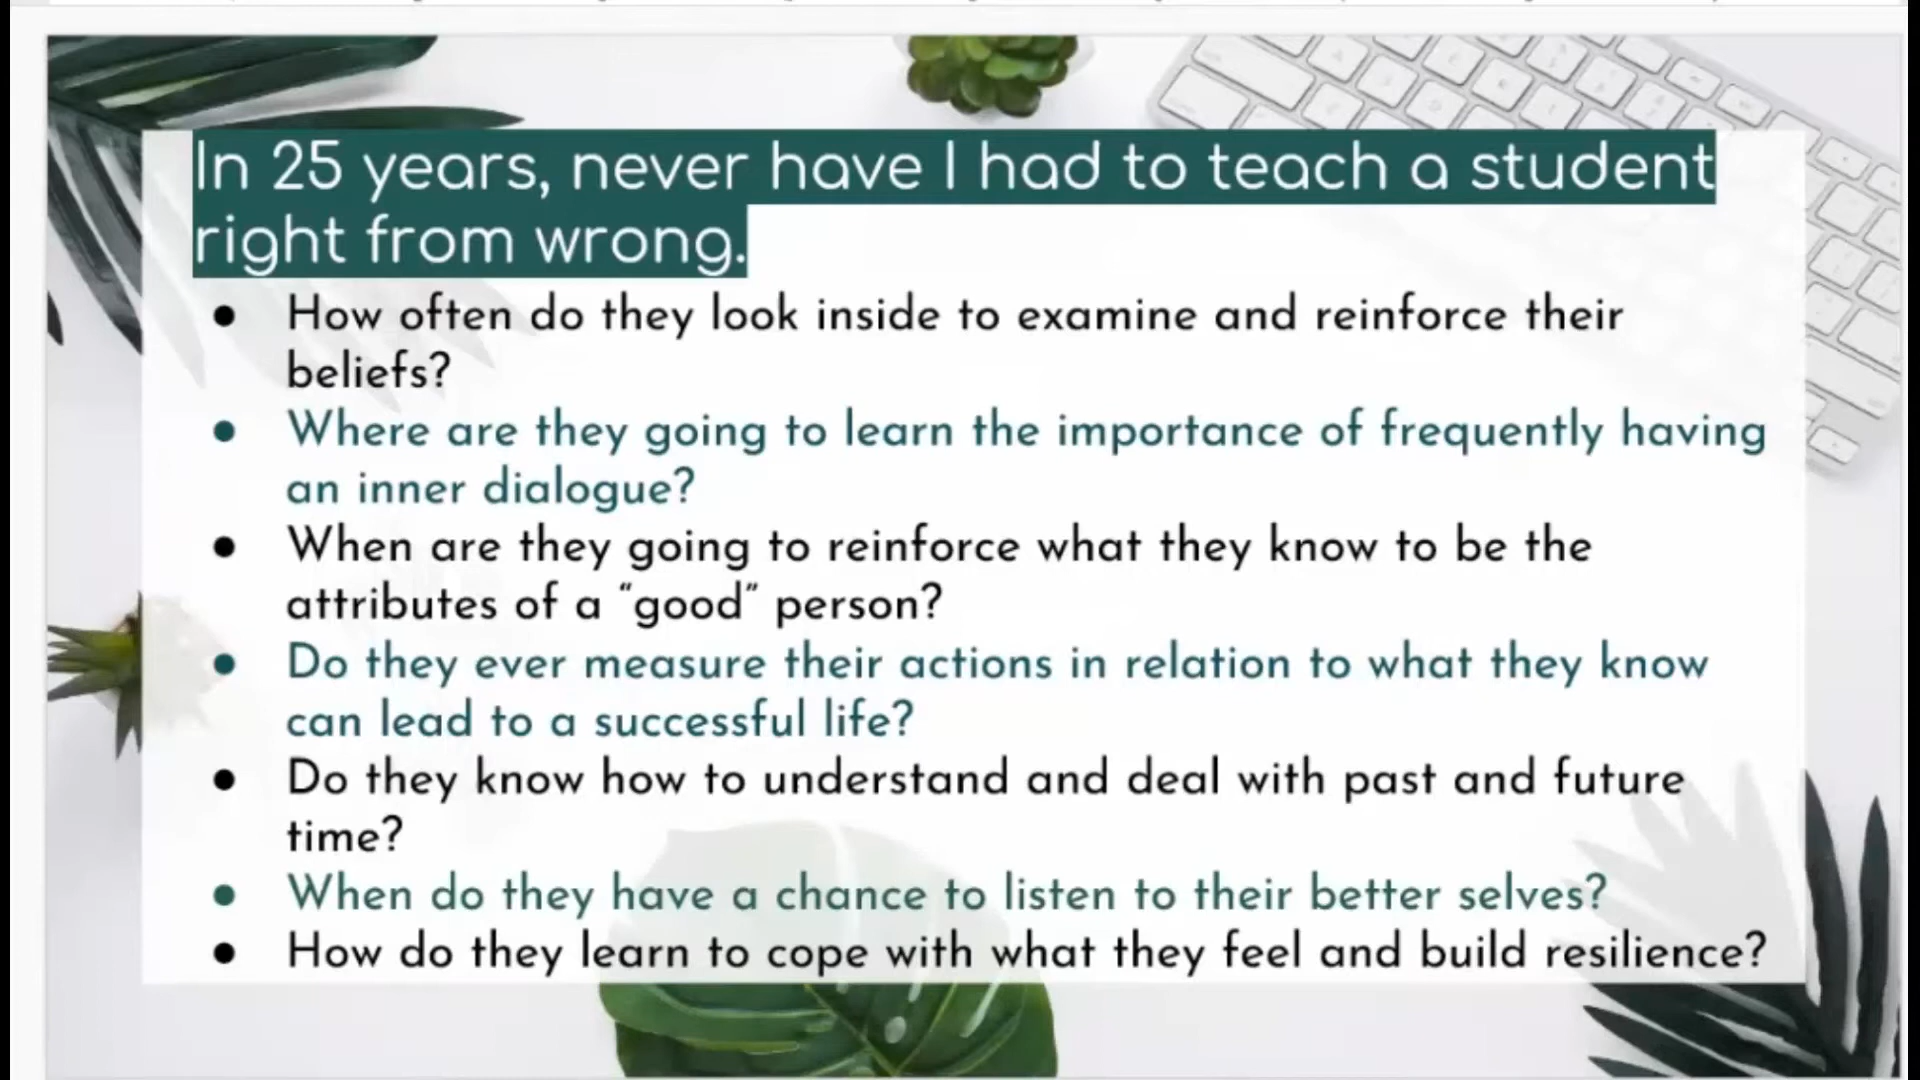 In 25 years, never have I had to teach a student
right from wrong.
● How often do they look inside to examine and reinforce their
beliefs?
● Where are they going to learn the importance of frequently having
an inner dialogue?
● When are they going to reinforce what they know to be the
attributes of a “good” person?
● Do they ever measure their actions in relation to what they know
can lead to a successful life?
● Do they know how to understand and deal with past and future
time?
● When do they have a chance to listen to their better selves?
● How do they learn to cope with what they feel and build resilience?